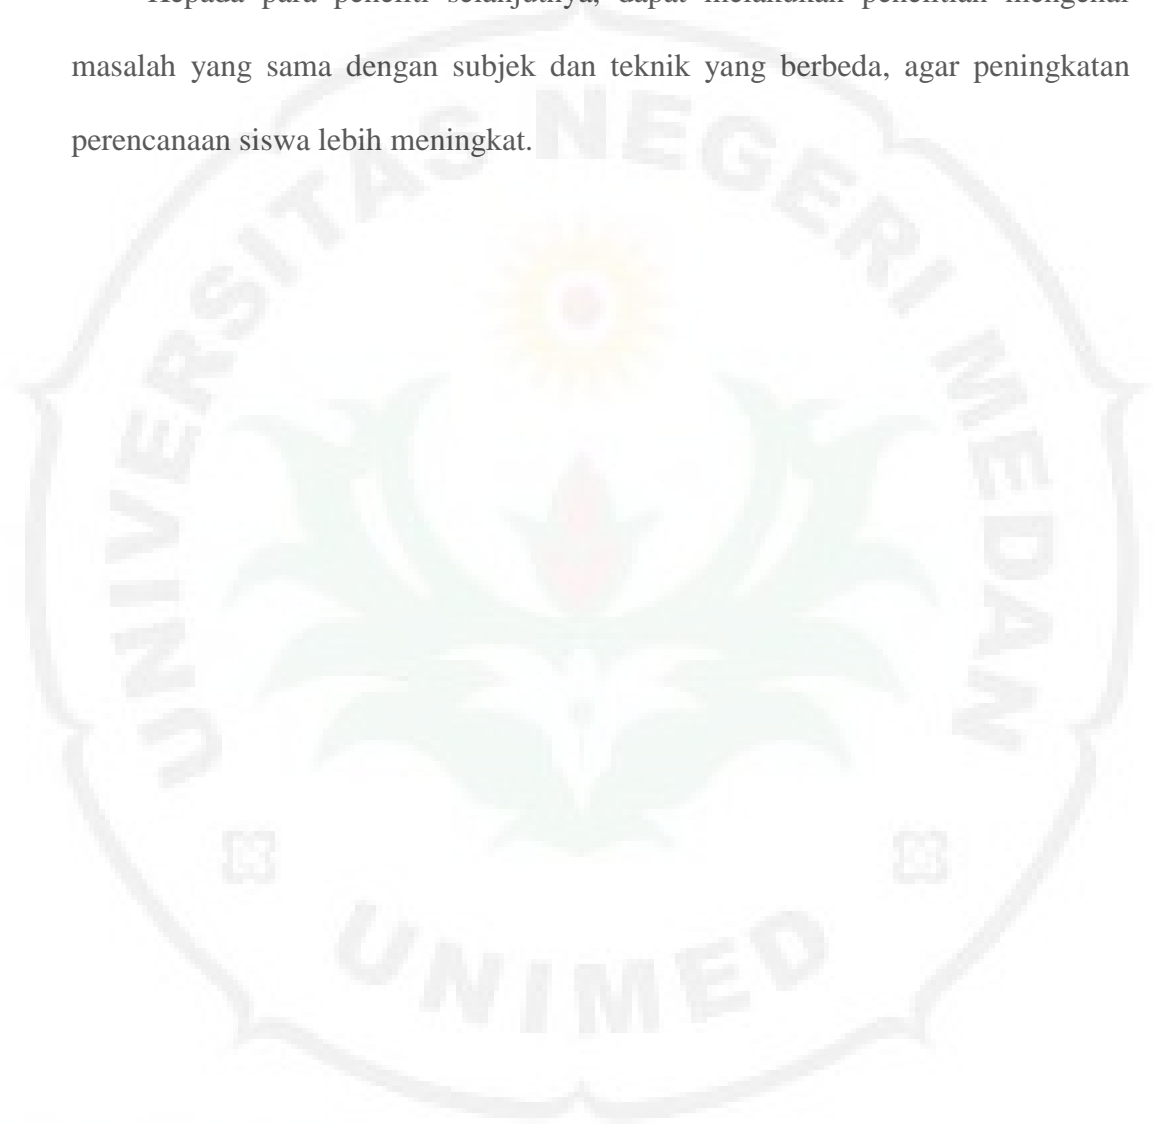 Kepada para peneliti selanjutnya, dapat melakukan penelitian mengenai
masalah yang sama dengan subjek dan teknik yang berbeda, agar peningkatan
perencanaan siswa lebih meningkat.
UNIVERSITAS NEGERI MEDAN
UNIMED